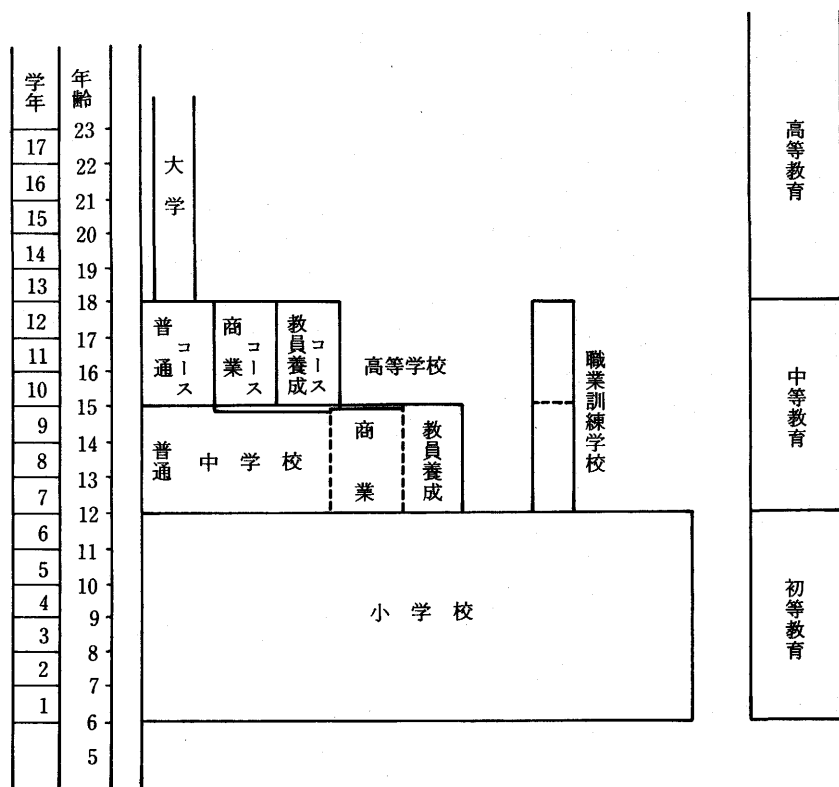 学年
17
16
15
14
13
12
11
10
9
8
7
6
5
4
3
2
1
年齢
23
22
21
20
19
18
17
16
15
14
13
12
11
10
9
8
7
6
5
大学
普通コース
商業コース
教員養成コース
高等学校
普通
中学校
商業
教員養成
職業訓練学校
小学校
高等教育
中等教育
初等教育